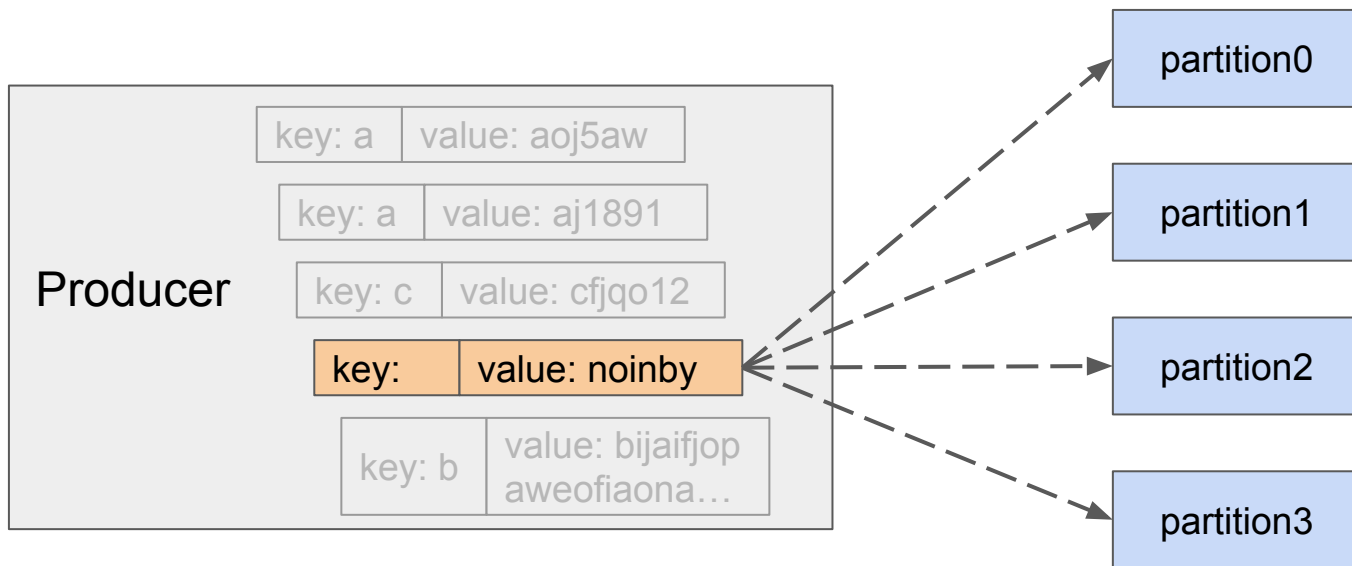 partition0
key: a value: aoj5aw
key: a value: aj1891
partition1
Producer
key: c value: cfjqo12
key: value: noinby
partition2
key: b value: bijaifjop
aweofiaona…
partition3